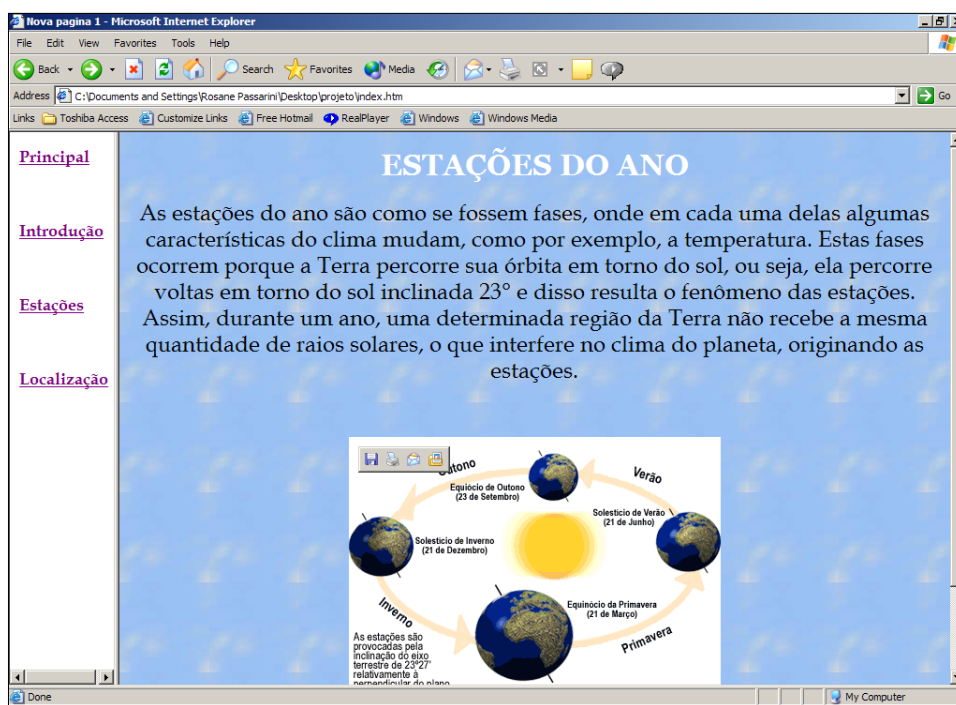 Nova pagina 1 - Microsoft Internet Explorer
File Edit View Favorites Tools Help
Back Search Favorites Media
Address C:\Documents and Settings\Rosane Passarini\Desktop\projeto\index.htm Go
Links Toshiba Access Customize Links Free Hotmail RealPlayer Windows Windows Media
Principal
Introdução
Estações
Localização
ESTAÇÕES DO ANO
As estações do ano são como se fossem fases, onde em cada uma delas algumas
características do clima mudam, como por exemplo, a temperatura. Estas fases
ocorrem porque a Terra percorre sua órbita em torno do sol, ou seja, ela percorre
voltas em torno do sol inclinada 23° e disso resulta o fenômeno das estações.
Assim, durante um ano, uma determinada região da Terra não recebe a mesma
quantidade de raios solares, o que interfere no clima do planeta, originando as
estações.
Outono
Verão
Equiócio de Outono
(23 de Setembro)
Solestício de Verão
(21 de Junho)
Solestício de Inverno
(21 de Dezembro)
Inverno
Equinócio da Primavera
(21 de Março)
Primavera
As estações são
provocadas pela
inclinação do eixo
terrestre de 23º27'
relativamente à
perpendicular do plano
Done My Computer